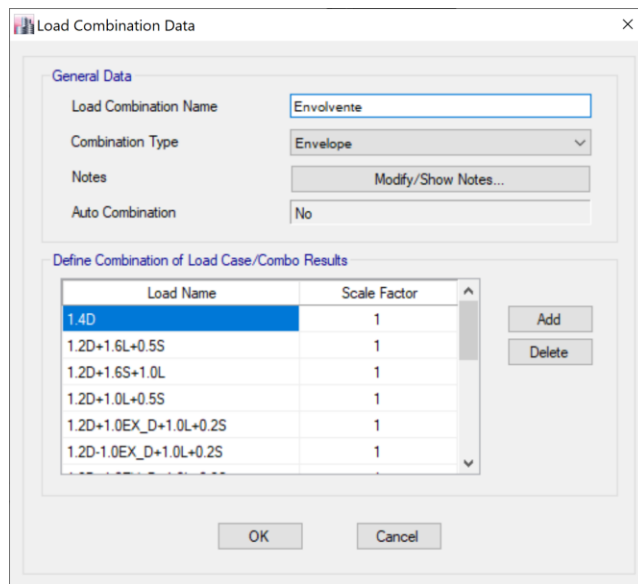 Load Combination Data
General Data
Load Combination Name Envolvente
Combination Type Envelope
Notes Modify/Show Notes...
Auto Combination No
Define Combination of Load Case/Combo Results
Load Name Scale Factor
1.4D 1 Add
1.2D+1.6L+0.5S 1 Delete
1.2D+1.6S+1.0L 1
1.2D+1.0L+0.5S 1
1.2D+1.0EX_D+1.0L+0.2S 1
1.2D-1.0EX_D+1.0L+0.2S 1
OK Cancel